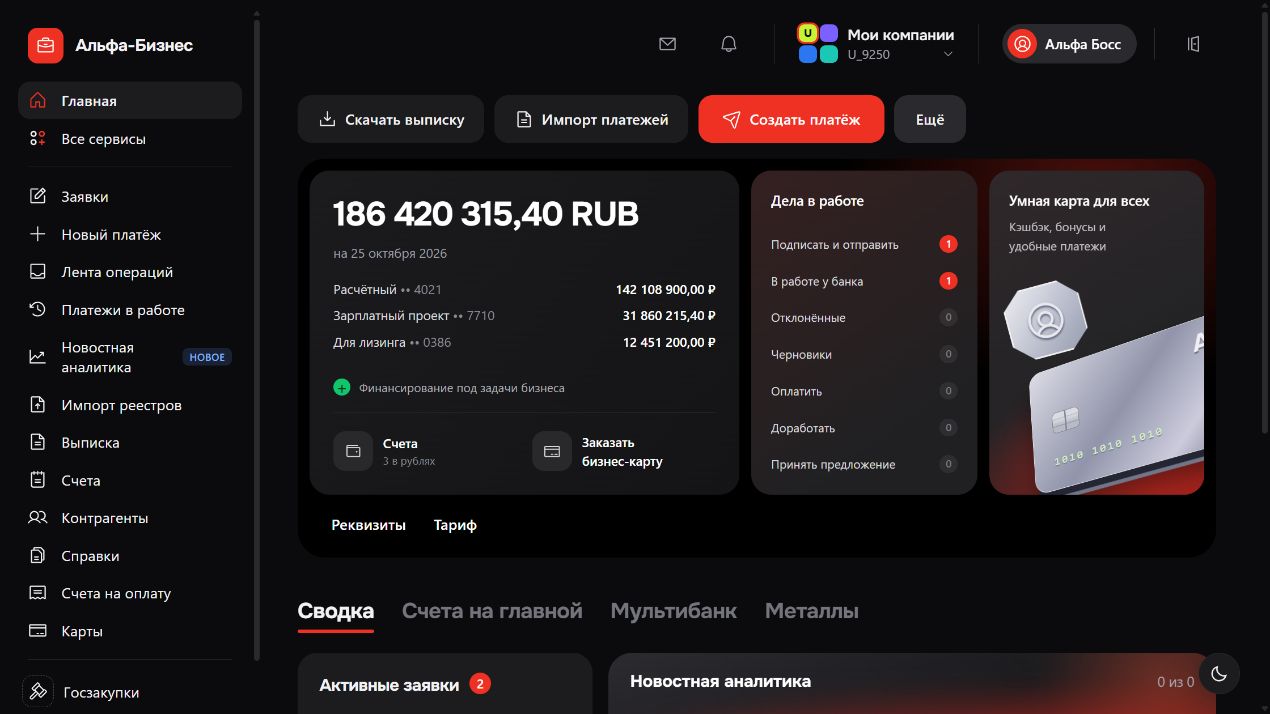 Альфа-Бизнес
Главная
Все сервисы
Заявки
Новый платёж
Лента операций
Платежи в работе
Новостная
аналитика
НОВОЕ
Импорт реестров
Выписка
Счета
Контрагенты
Справки
Счета на оплату
Карты
Госзакупки
U
Мои компании
U_9250
Альфа Босс
Скачать выписку
Импорт платежей
Создать платёж
Ещё
186 420 315,40 RUB
на 25 октября 2026
Расчётный •• 4021 142 108 900,00 ₽
Зарплатный проект •• 7710 31 860 215,40 ₽
Для лизинга •• 0386 12 451 200,00 ₽
Финансирование под задачи бизнеса
Счета
3 в рублях
Заказать
бизнес-карту
Дела в работе
Подписать и отправить 1
В работе у банка 1
Отклонённые 0
Черновики 0
Оплатить 0
Доработать 0
Принять предложение 0
Умная карта для всех
Кэшбэк, бонусы и
удобные платежи
1010 1010 1010
Реквизиты
Тариф
Сводка
Счета на главной
Мультибанк
Металлы
Активные заявки 2
Новостная аналитика
0 из 0